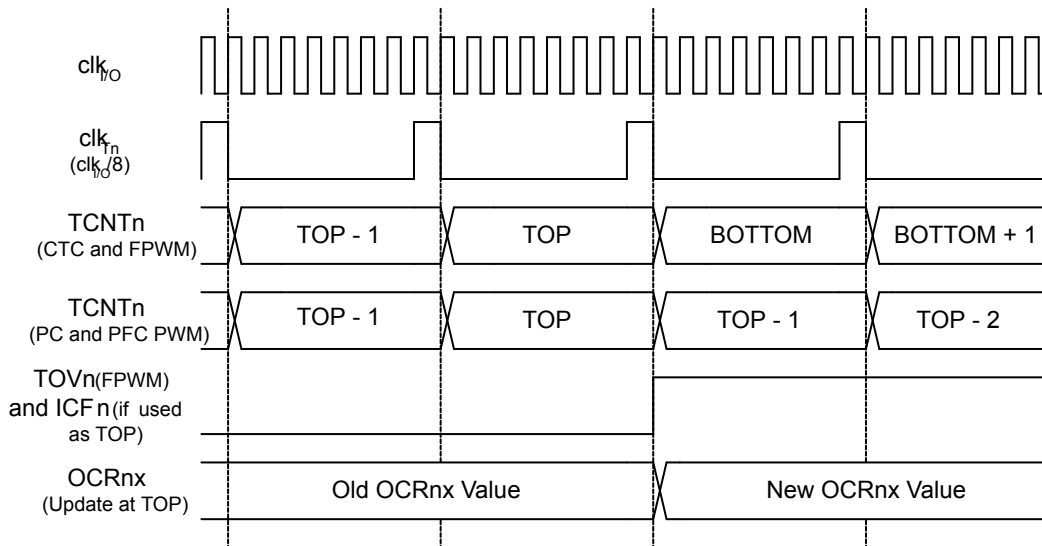 clkI/O
clkTn
(clkI/O/8)
TCNTn
(CTC and FPWM)
TOP - 1
TOP
BOTTOM
BOTTOM + 1
TCNTn
(PC and PFC PWM)
TOP - 1
TOP
TOP - 1
TOP - 2
TOVn(FPWM)
and ICFn(if used
as TOP)
OCRnx
(Update at TOP)
Old OCRnx Value
New OCRnx Value